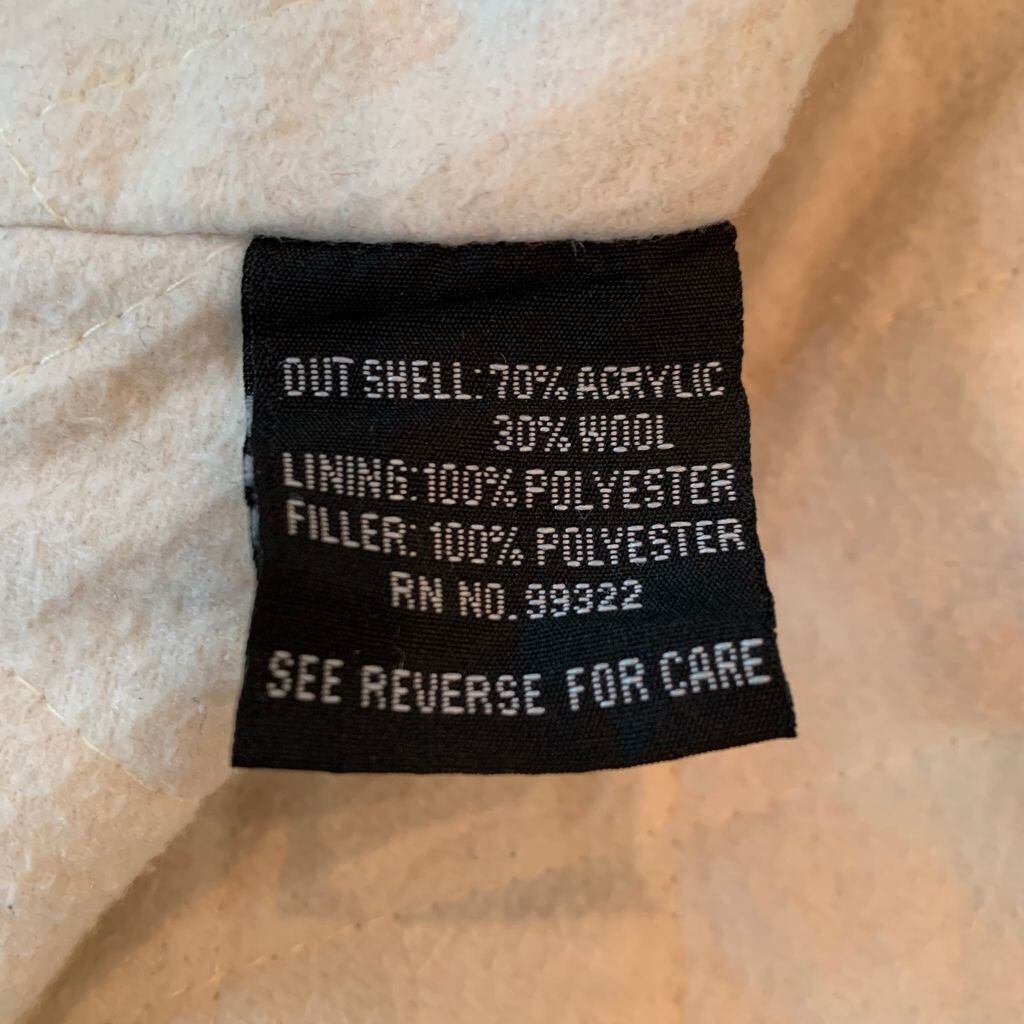 OUT SHELL: 70% ACRYLIC
30% WOOL
LINING: 100% POLYESTER
FILLER: 100% POLYESTER
RN NO. 99322
SEE REVERSE FOR CARE